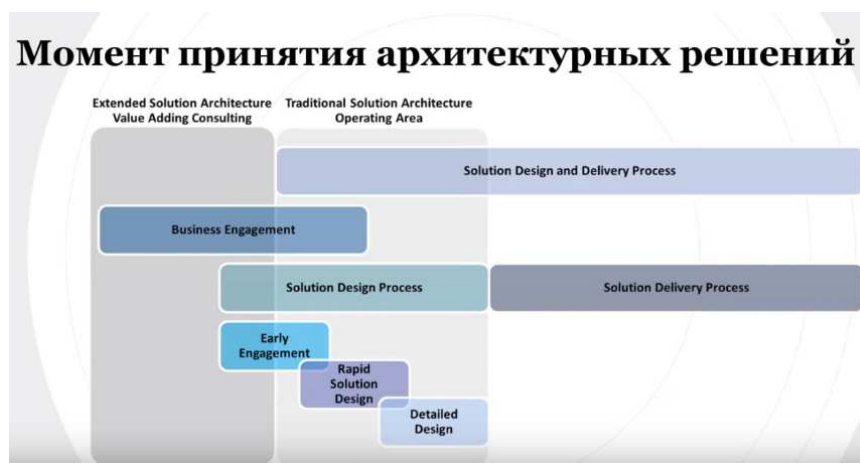 Момент принятия архитектурных решений
Extended Solution Architecture
Value Adding Consulting
Traditional Solution Architecture
Operating Area
Solution Design and Delivery Process
Business Engagement
Solution Design Process
Solution Delivery Process
Early
Engagement
Rapid
Solution
Design
Detailed
Design